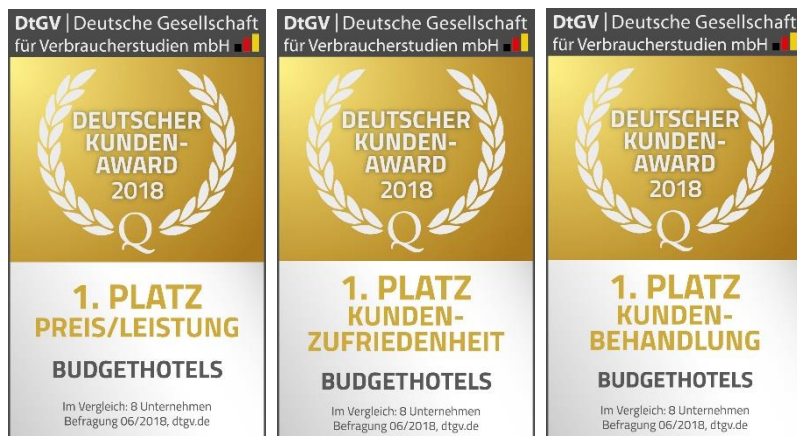 DtGV | Deutsche Gesellschaft
für Verbraucherstudien mbH
DEUTSCHER
KUNDEN-
AWARD
2018
Q
1. PLATZ
PREIS/LEISTUNG
BUDGETHOTELS
Im Vergleich: 8 Unternehmen
Befragung 06/2018, dtgv.de
DtGV | Deutsche Gesellschaft
für Verbraucherstudien mbH
DEUTSCHER
KUNDEN-
AWARD
2018
Q
1. PLATZ
KUNDEN-
ZUFRIEDENHEIT
BUDGETHOTELS
Im Vergleich: 8 Unternehmen
Befragung 06/2018, dtgv.de
DtGV | Deutsche Gesellschaft
für Verbraucherstudien mbH
DEUTSCHER
KUNDEN-
AWARD
2018
Q
1. PLATZ
KUNDEN-
BEHANDLUNG
BUDGETHOTELS
Im Vergleich: 8 Unternehmen
Befragung 06/2018, dtgv.de